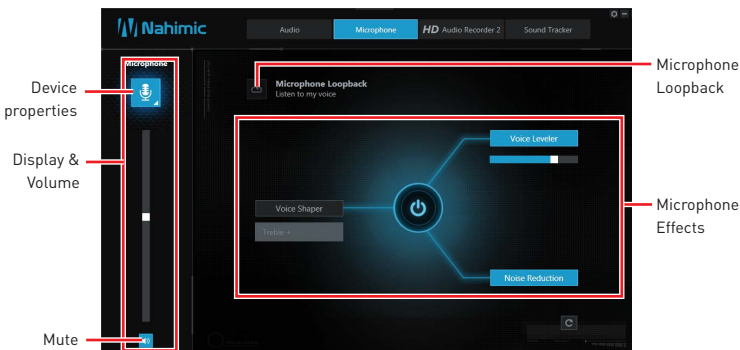 Nahimic
Audio
Microphone
HD Audio Recorder 2
Sound Tracker
Microphone
Microphone Loopback
Listen to my voice
Microphone
Loopback
Device
properties
Display &
Volume
Voice Leveler
Voice Shaper
Treble +
Microphone
Effects
Noise Reduction
Mute